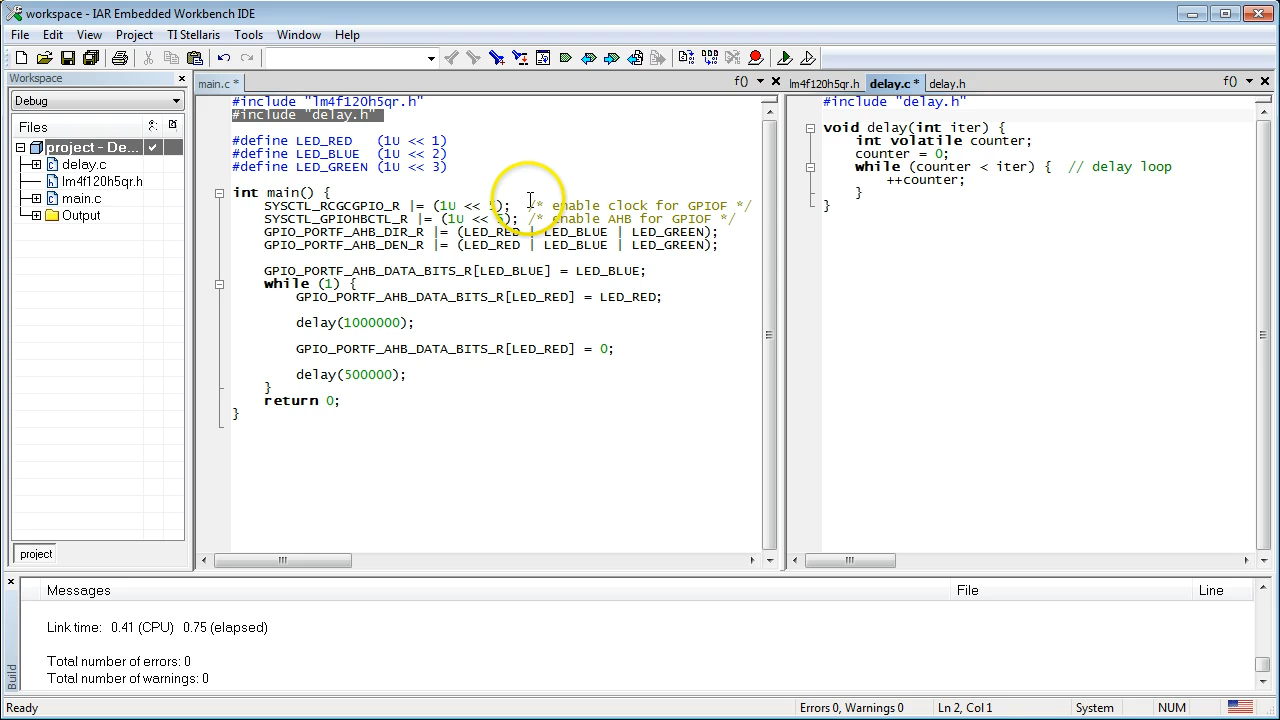 workspace - IAR Embedded Workbench IDE
File Edit View Project TI Stellaris Tools Window Help
Workspace
Debug
Files
project - De...
delay.c
lm4f120h5qr.h
main.c
Output
project
main.c *
f()
#include "lm4f120h5qr.h"
#include "delay.h"
#define LED_RED   (1U << 1)
#define LED_BLUE  (1U << 2)
#define LED_GREEN (1U << 3)
int main() {
SYSCTL_RCGCGPIO_R |= (1U << 5);  /* enable clock for GPIOF */
SYSCTL_GPIOHBCTL_R |= (1U << 5); /* enable AHB for GPIOF */
GPIO_PORTF_AHB_DIR_R |= (LED_RED | LED_BLUE | LED_GREEN);
GPIO_PORTF_AHB_DEN_R |= (LED_RED | LED_BLUE | LED_GREEN);
GPIO_PORTF_AHB_DATA_BITS_R[LED_BLUE] = LED_BLUE;
while (1) {
GPIO_PORTF_AHB_DATA_BITS_R[LED_RED] = LED_RED;
delay(1000000);
GPIO_PORTF_AHB_DATA_BITS_R[LED_RED] = 0;
delay(500000);
}
return 0;
}
lm4f120h5qr.h delay.c * delay.h
f()
#include "delay.h"
void delay(int iter) {
int volatile counter;
counter = 0;
while (counter < iter) {  // delay loop
++counter;
}
}
Build
Messages File Line
Link time:  0.41 (CPU)  0.75 (elapsed)
Total number of errors: 0
Total number of warnings: 0
Ready Errors 0, Warnings 0 Ln 2, Col 1 System NUM